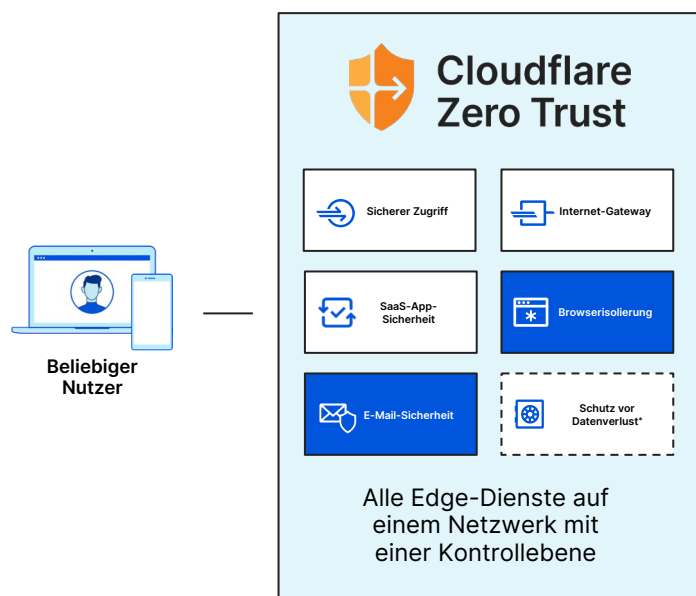 Cloudflare
Zero Trust
Sicherer Zugriff
Internet-Gateway
SaaS-App-
Sicherheit
Browserisolierung
E-Mail-Sicherheit
Schutz vor
Datenverlust*
Beliebiger
Nutzer
Alle Edge-Dienste auf
einem Netzwerk mit
einer Kontrollebene